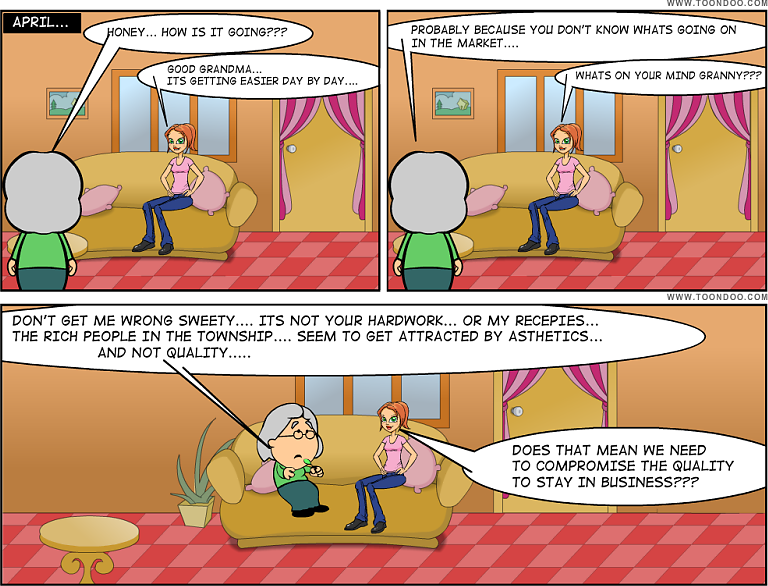 WWW.TOONDOO.COM
APRIL...
HONEY... HOW IS IT GOING???
GOOD GRANDMA...
ITS GETTING EASIER DAY BY DAY....
PROBABLY BECAUSE YOU DON'T KNOW WHATS GOING ON
IN THE MARKET....
WHATS ON YOUR MIND GRANNY???
WWW.TOONDOO.COM
DON'T GET ME WRONG SWEETY.... ITS NOT YOUR HARDWORK... OR MY RECEPIES...
THE RICH PEOPLE IN THE TOWNSHIP.... SEEM TO GET ATTRACTED BY ASTHETICS...
AND NOT QUALITY.....
DOES THAT MEAN WE NEED
TO COMPROMISE THE QUALITY
TO STAY IN BUSINESS???